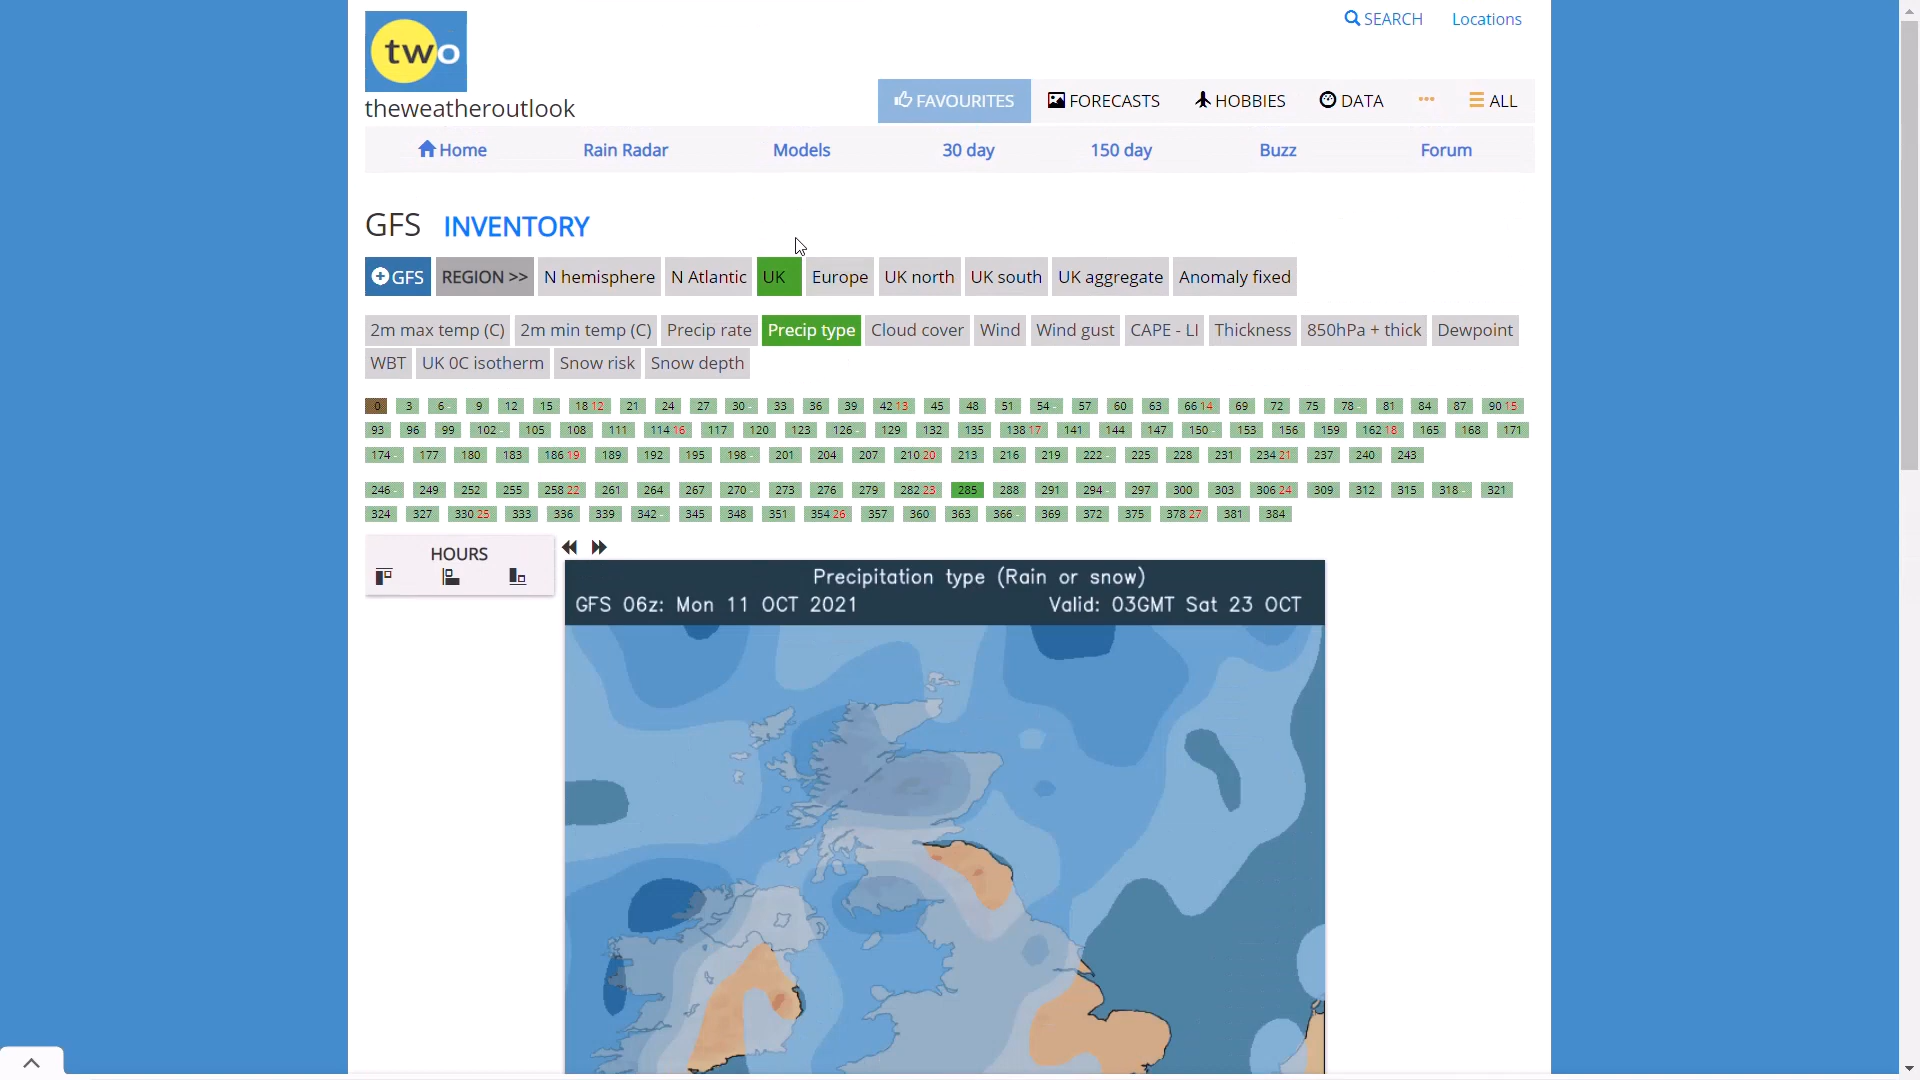 SEARCH Locations
two
theweatheroutlook
FAVOURITES FORECASTS HOBBIES DATA ALL
Home Rain Radar Models 30 day 150 day Buzz Forum
GFS INVENTORY
GFS REGION >> N hemisphere N Atlantic UK Europe UK north UK south UK aggregate Anomaly fixed
2m max temp (C) 2m min temp (C) Precip rate Precip type Cloud cover Wind Wind gust CAPE - LI Thickness 850hPa + thick Dewpoint
WBT UK 0C isotherm Snow risk Snow depth
0 3 6 - 9 12 15 18 12 21 24 27 30 - 33 36 39 42 13 45 48 51 54 - 57 60 63 66 14 69 72 75 78 - 81 84 87 90 15
93 96 99 102 - 105 108 111 114 16 117 120 123 126 - 129 132 135 138 17 141 144 147 150 - 153 156 159 162 18 165 168 171
174 - 177 180 183 186 19 189 192 195 198 - 201 204 207 210 20 213 216 219 222 - 225 228 231 234 21 237 240 243
246 - 249 252 255 258 22 261 264 267 270 - 273 276 279 282 23 285 288 291 294 - 297 300 303 306 24 309 312 315 318 - 321
324 327 330 25 333 336 339 342 - 345 348 351 354 26 357 360 363 366 - 369 372 375 378 27 381 384
HOURS
Precipitation type (Rain or snow)
GFS 06z: Mon 11 OCT 2021 Valid: 03GMT Sat 23 OCT